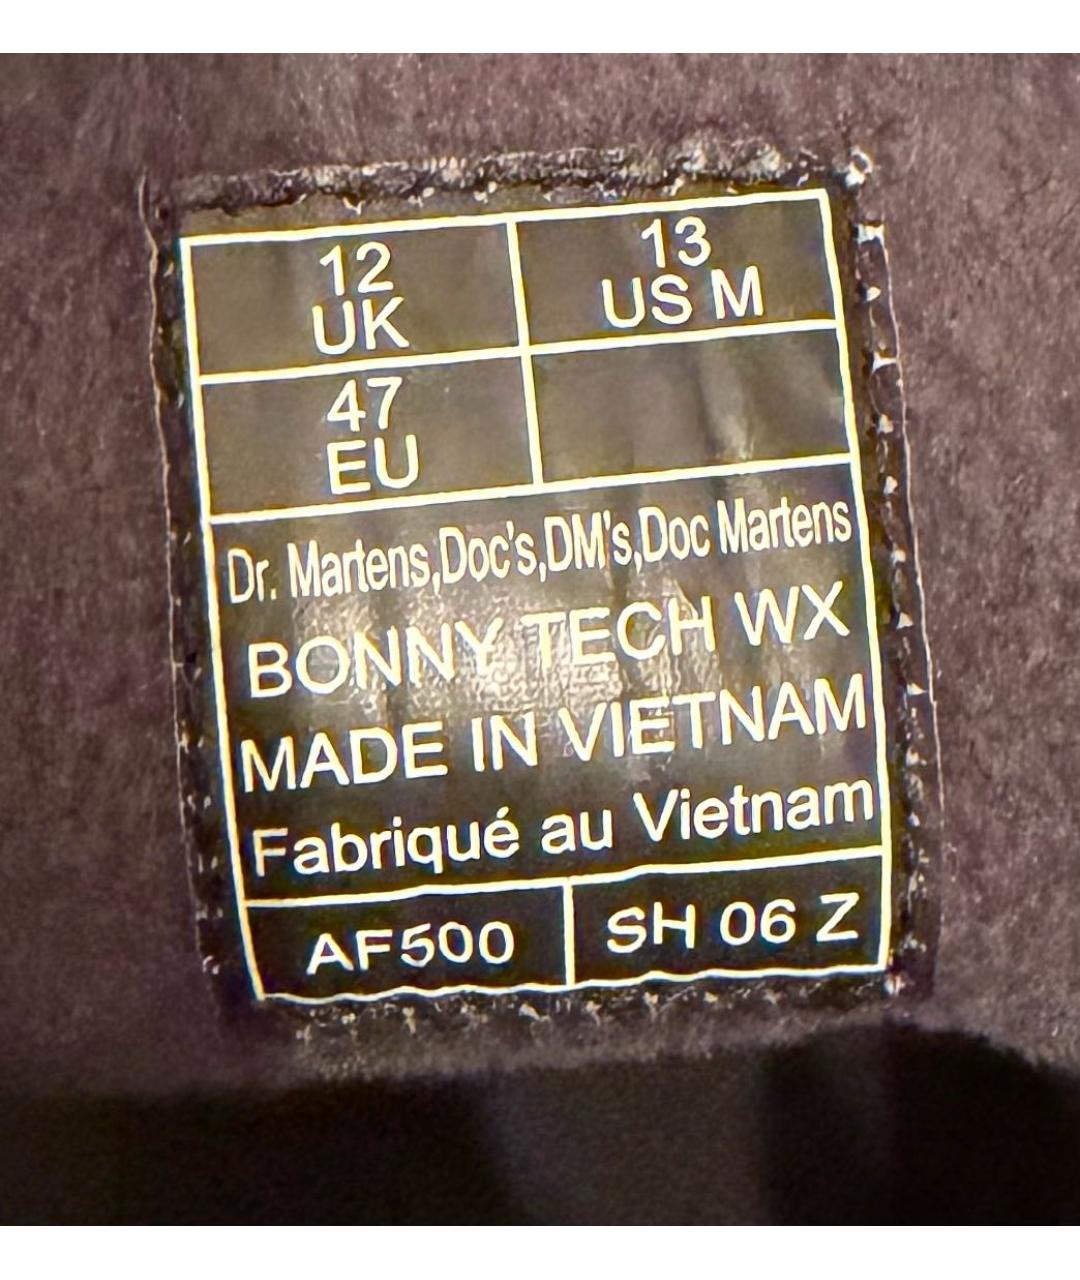 12
UK
13
US M
47
EU
Dr. Martens,Doc's,DM's,Doc Martens
BONNY TECH WX
MADE IN VIETNAM
Fabriqué au Vietnam
AF500
SH 06 Z